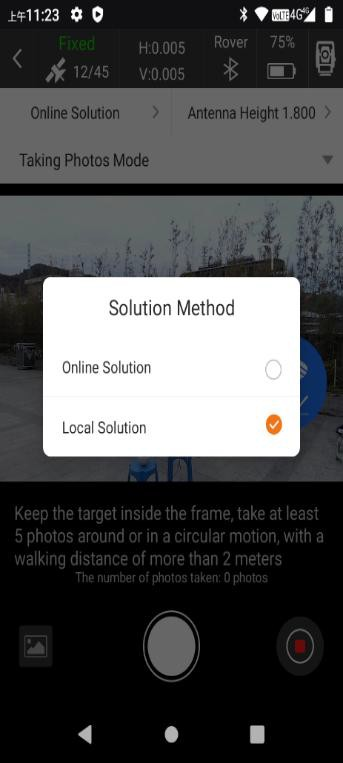 上午11:23
VoLTE 4G 4G
Fixed
12/45
H:0.005
V:0.005
Rover
75%
Online Solution
Antenna Height 1.800
Taking Photos Mode
Solution Method
Online Solution
Local Solution
Keep the target inside the frame, take at least
5 photos around or in a circular motion, with a
walking distance of more than 2 meters
The number of photos taken: 0 photos